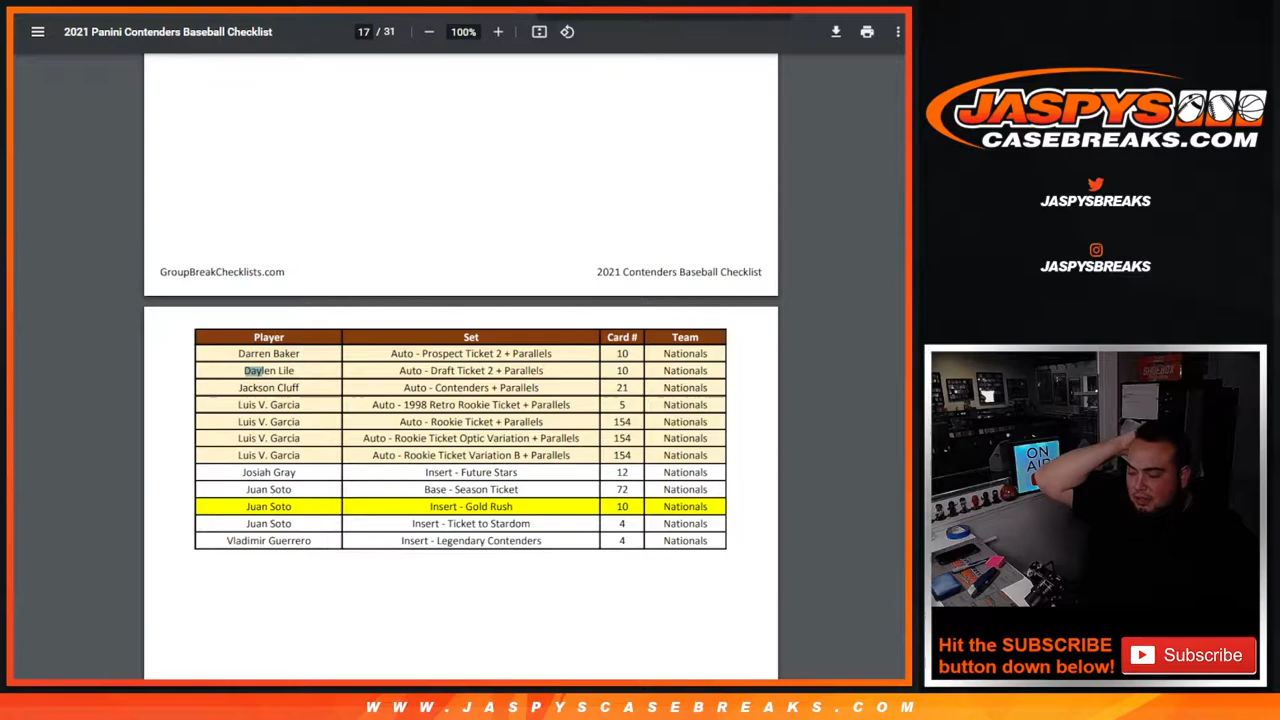 2021 Panini Contenders Baseball Checklist 17 / 31 100%
GroupBreakChecklists.com 2021 Contenders Baseball Checklist
Player Set Card # Team
Darren Baker Auto - Prospect Ticket 2 + Parallels 10 Nationals
Daylen Lile Auto - Draft Ticket 2 + Parallels 10 Nationals
Jackson Cluff Auto - Contenders + Parallels 21 Nationals
Luis V. Garcia Auto - 1998 Retro Rookie Ticket + Parallels 5 Nationals
Luis V. Garcia Auto - Rookie Ticket + Parallels 154 Nationals
Luis V. Garcia Auto - Rookie Ticket Optic Variation + Parallels 154 Nationals
Luis V. Garcia Auto - Rookie Ticket Variation B + Parallels 154 Nationals
Josiah Gray Insert - Future Stars 12 Nationals
Juan Soto Base - Season Ticket 72 Nationals
Juan Soto Insert - Gold Rush 10 Nationals
Juan Soto Insert - Ticket to Stardom 4 Nationals
Vladimir Guerrero Insert - Legendary Contenders 4 Nationals
JASPYS
CASEBREAKS.COM
JASPYSBREAKS
JASPYSBREAKS
ON
AIR
Hit the SUBSCRIBE
button down below!
Subscribe
WWW.JASPYSCASEBREAKS.COM